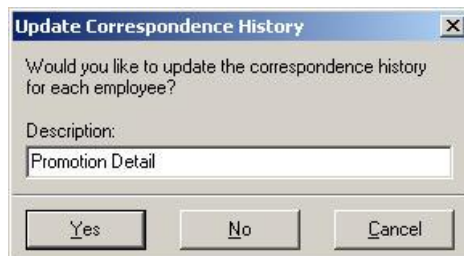 Update Correspondence History
Would you like to update the correspondence history
for each employee?
Description:
Promotion Detail
Yes No Cancel